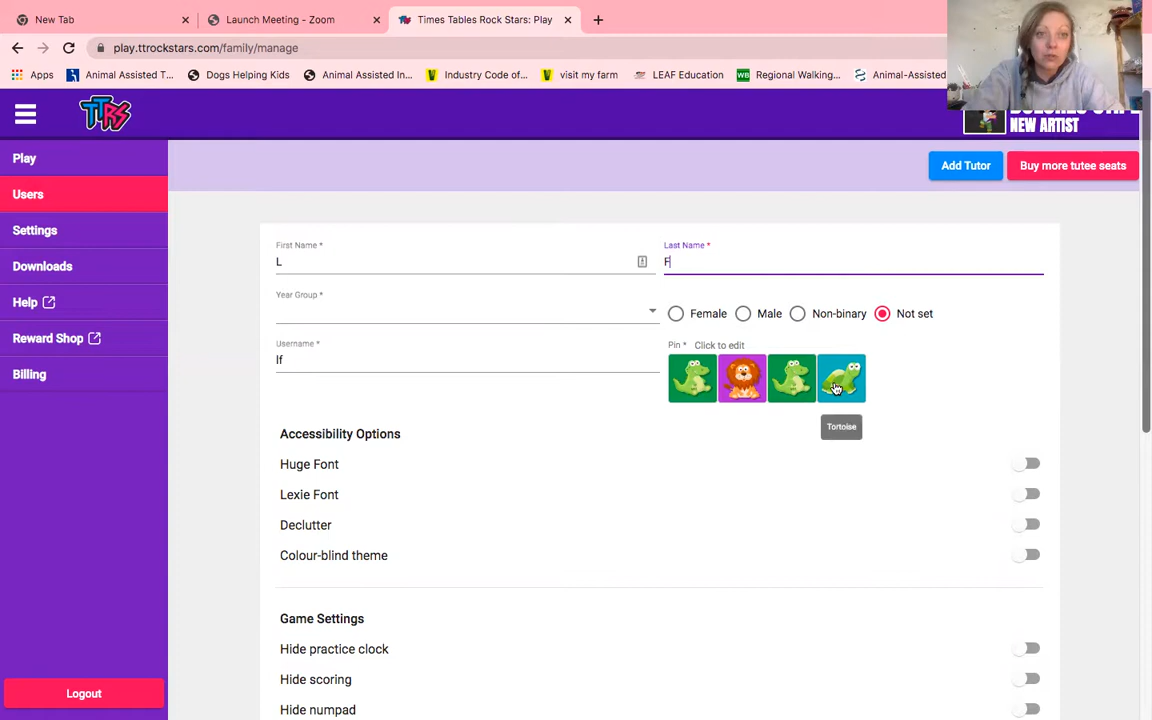 New Tab
Launch Meeting - Zoom
Times Tables Rock Stars: Play
play.ttrockstars.com/family/manage
Apps
Animal Assisted T...
Dogs Helping Kids
Animal Assisted In...
Industry Code of...
visit my farm
LEAF Education
Regional Walking...
Animal-Assisted
TTRS
NEW ARTIST
Play
Users
Settings
Downloads
Help
Reward Shop
Billing
Logout
Add Tutor
Buy more tutee seats
First Name *
L
Last Name *
F
Year Group *
Female
Male
Non-binary
Not set
Username *
lf
Pin * Click to edit
Tortoise
Accessibility Options
Huge Font
Lexie Font
Declutter
Colour-blind theme
Game Settings
Hide practice clock
Hide scoring
Hide numpad